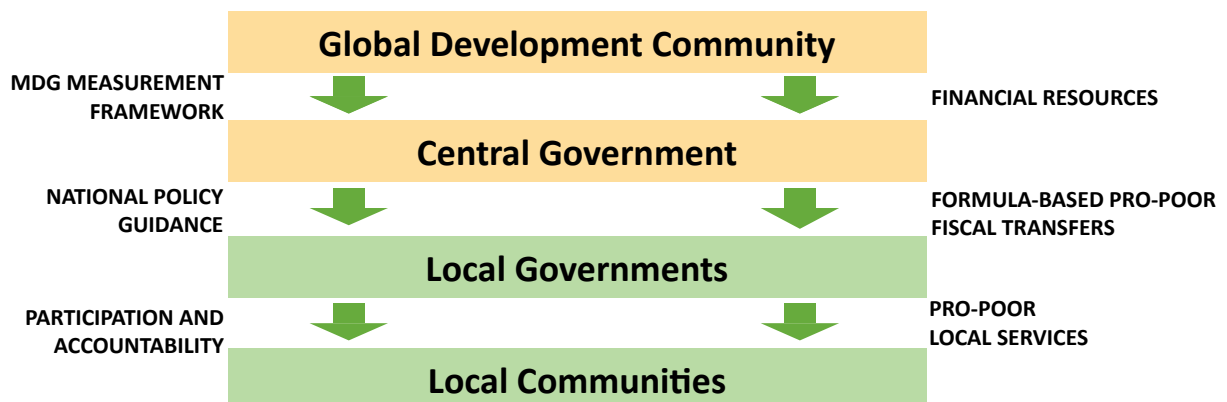 Global Development Community
MDG MEASUREMENT
FRAMEWORK
FINANCIAL RESOURCES
Central Government
NATIONAL POLICY
GUIDANCE
FORMULA-BASED PRO-POOR
FISCAL TRANSFERS
Local Governments
PARTICIPATION AND
ACCOUNTABILITY
PRO-POOR
LOCAL SERVICES
Local Communities